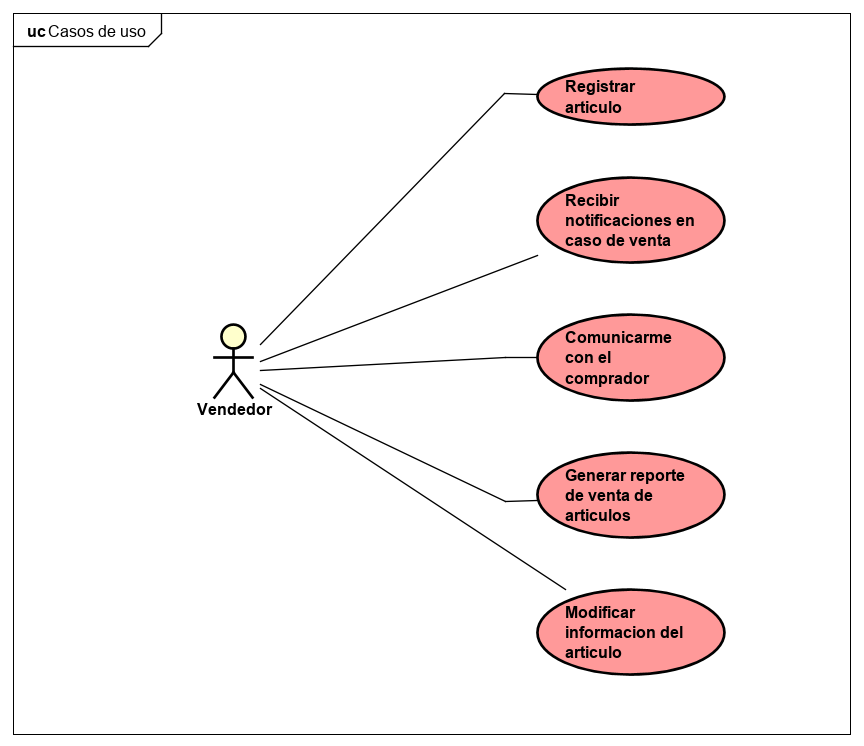 uc Casos de uso
Registrar
articulo
Recibir
notificaciones en
caso de venta
Comunicarme
con el
comprador
Vendedor
Generar reporte
de venta de
articulos
Modificar
informacion del
articulo